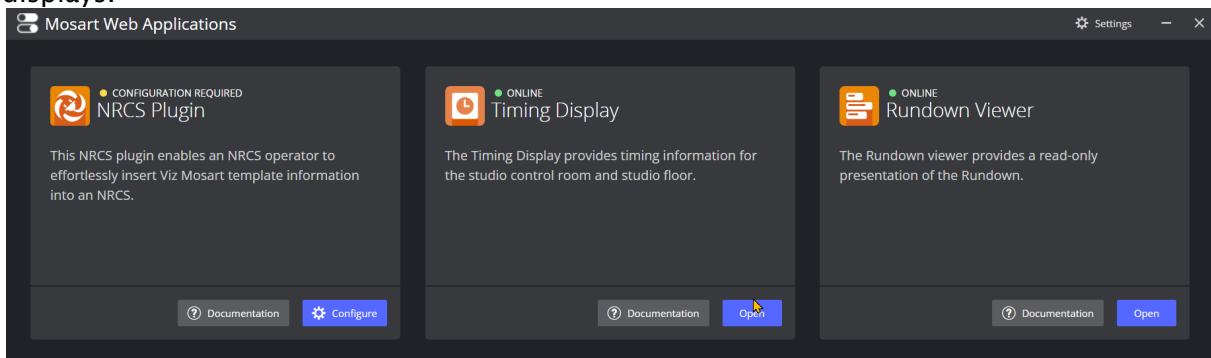 displays.
Mosart Web Applications
Settings
CONFIGURATION REQUIRED
NRCS Plugin
This NRCS plugin enables an NRCS operator to
effortlessly insert Viz Mosart template information
into an NRCS.
Documentation
Configure
ONLINE
Timing Display
The Timing Display provides timing information for
the studio control room and studio floor.
Documentation
Open
ONLINE
Rundown Viewer
The Rundown viewer provides a read-only
presentation of the Rundown.
Documentation
Open